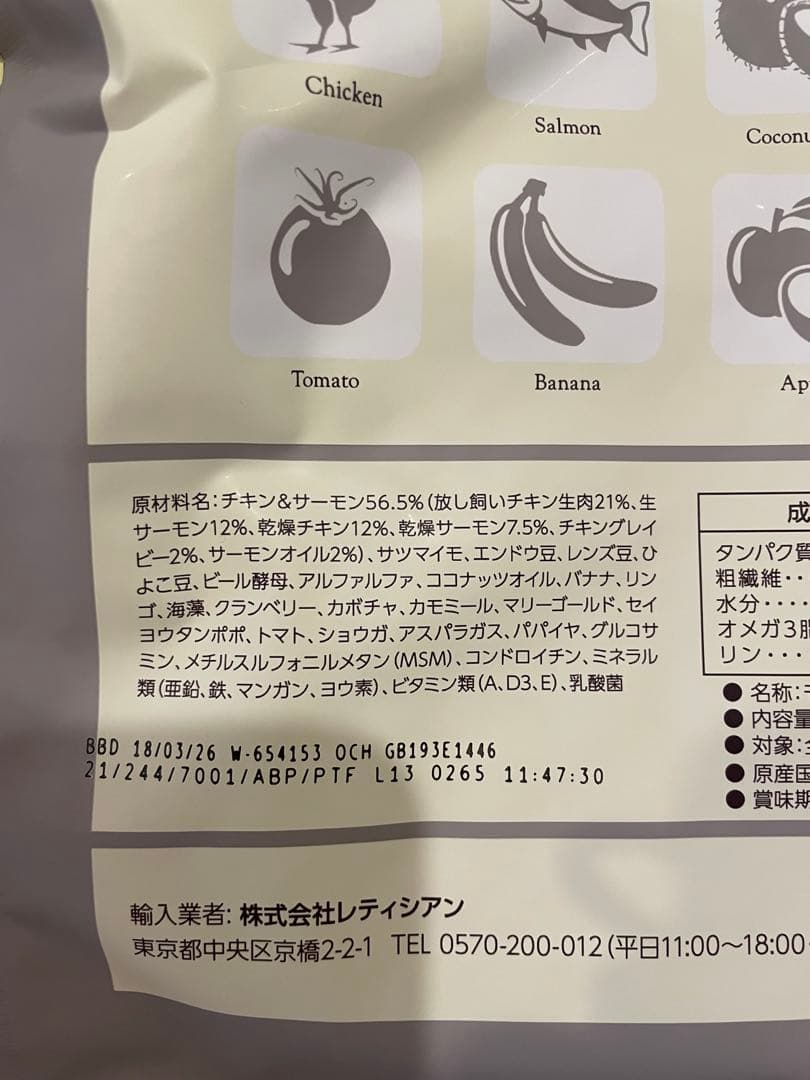 Chicken
Salmon
Tomato
Banana
原材料名:チキン&サーモン56.5%(放し飼いチキン生肉21%、生
サーモン12%、乾燥チキン12%、乾燥サーモン7.5%、チキングレイ
ビー2%、サーモンオイル2%)、サツマイモ、エンドウ豆、レンズ豆、ひ
よこ豆、ビール酵母、アルファルファ、ココナッツオイル、バナナ、リン
ゴ、海藻、クランベリー、カボチャ、カモミール、マリーゴールド、セイ
ヨウタンポポ、トマト、ショウガ、アスパラガス、パパイヤ、グルコサ
ミン、メチルスルフォニルメタン(MSM)、コンドロイチン、ミネラル
類(亜鉛、鉄、マンガン、ヨウ素)、ビタミン類(A、D3、E)、乳酸菌
BBD 18/03/26 W-654153 OCH GB193E1446
21/244/7001/ABP/PTF L13 0265 11:47:30
成
タンパク質
粗繊維・・
水分・・・・
オメガ3脂
リン・・・
● 名称:
● 内容量
● 対象:全
● 原産国
● 賞味期
輸入業者: 株式会社レティシアン
東京都中央区京橋2-2-1 TEL 0570-200-012(平日11:00〜18:00